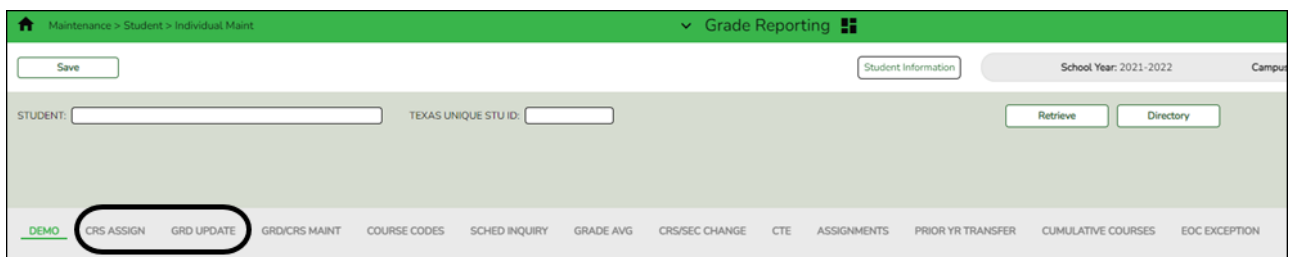 Maintenance > Student > Individual Maint Grade Reporting
Save Student Information School Year: 2021-2022 Campus
STUDENT: TEXAS UNIQUE STU ID: Retrieve Directory
DEMO CRS ASSIGN GRD UPDATE GRD/CRS MAINT COURSE CODES SCHED INQUIRY GRADE AVG CRS/SEC CHANGE CTE ASSIGNMENTS PRIOR YR TRANSFER CUMULATIVE COURSES EOC EXCEPTION